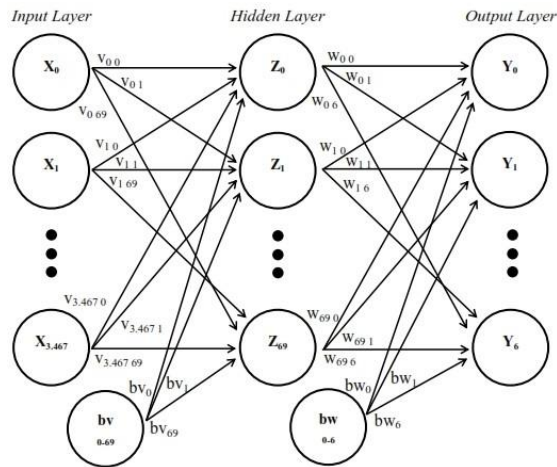 Input Layer Hidden Layer Output Layer
X0 v0 0 Z0 w0 0 Y0
v0 1 w0 1
v0 69 w0 6
v1 0 w1 0
X1 v1 1 Z1 w1 1 Y1
v1 69 w1 6
v3.467 0 w69 0
X3.467 v3.467 1 Z69 w69 1 Y6
v3.467 69 w69 6
bv0 bv1 bw0 bw1
bv bv69 bw bw6
0-69 0-6